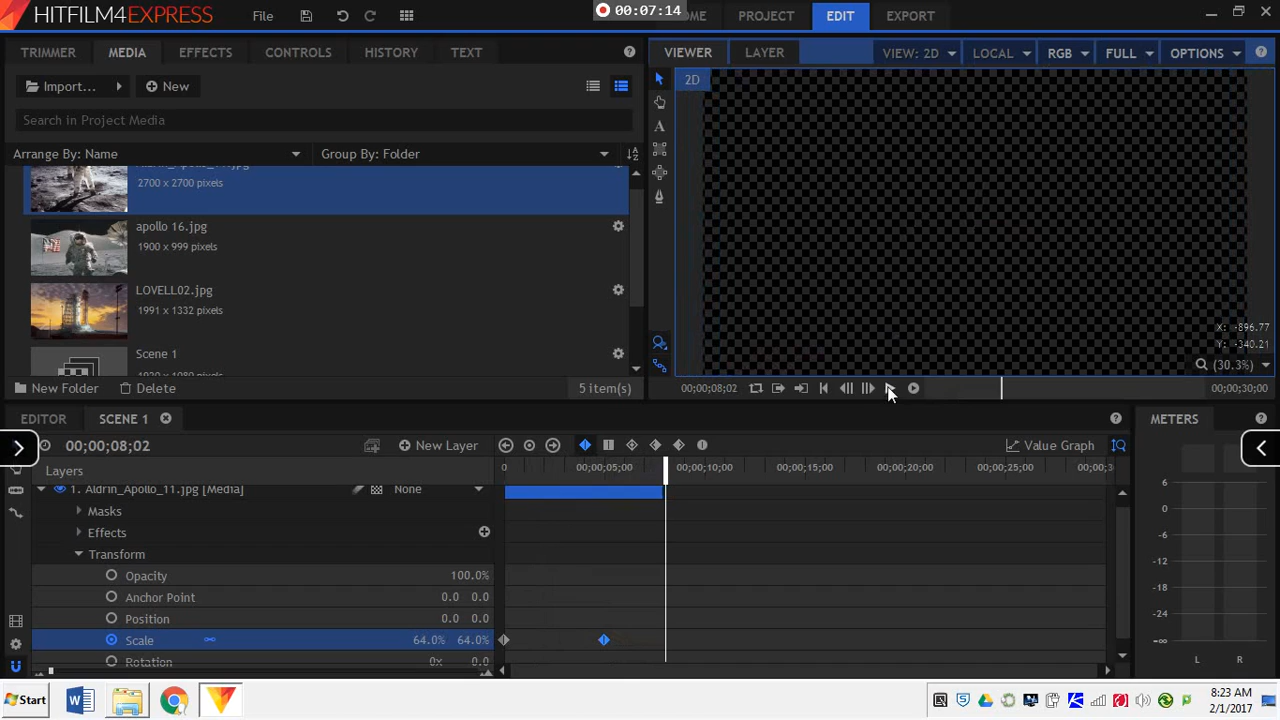 HITFILM4EXPRESS
File
00:07:14
PROJECT
EDIT
EXPORT
TRIMMER
MEDIA
EFFECTS
CONTROLS
HISTORY
TEXT
VIEWER
LAYER
VIEW: 2D
LOCAL
RGB
FULL
OPTIONS
Import...
New
2D
Search in Project Media
Arrange By: Name
Group By: Folder
2700 x 2700 pixels
apollo 16.jpg
1900 x 999 pixels
LOVELL02.jpg
1991 x 1332 pixels
Scene 1
X: -896.77
Y: -340.21
(30.3%)
New Folder
Delete
5 item(s)
00;00;08;02
00;00;30;00
EDITOR
SCENE 1
METERS
00;00;08;02
New Layer
Value Graph
Layers
0
00;00;05;00
00;00;10;00
00;00;15;00
00;00;20;00
00;00;25;00
1. Aldrin_Apollo_11.jpg [Media]
None
Masks
Effects
Transform
Opacity
100.0%
Anchor Point
0.0 0.0
Position
0.0 0.0
Scale
64.0% 64.0%
Rotation
0x 0.0
6
0
-6
-12
-18
-24
-∞
L R
Start
8:23 AM
2/1/2017